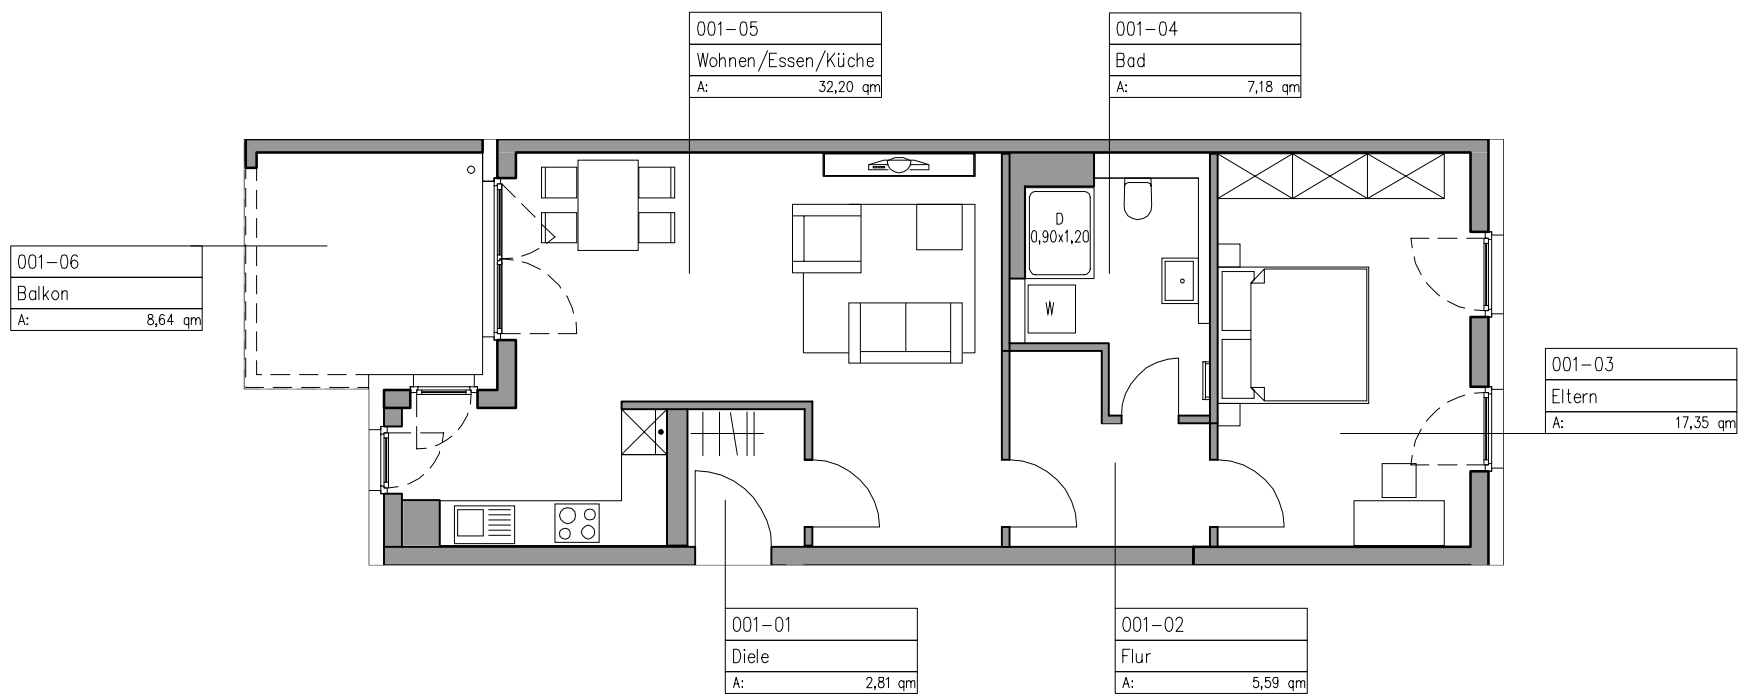 001-05
Wohnen/Essen/Küche
A: 32,20 qm
001-04
Bad
A: 7,18 qm
D
0,90x1,20
W
001-06
Balkon
A: 8,64 qm
001-03
Eltern
A: 17,35 qm
001-01
Diele
A: 2,81 qm
001-02
Flur
A: 5,59 qm